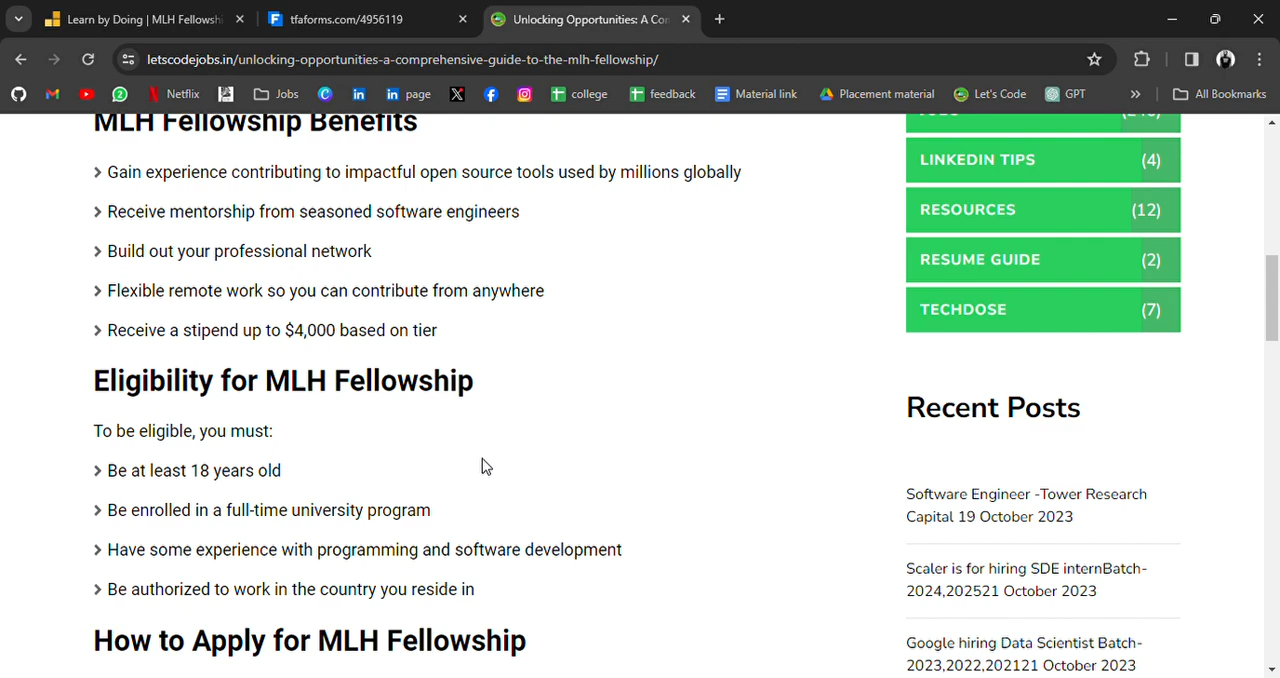 Learn by Doing | MLH Fellowshi
tfaforms.com/4956119
Unlocking Opportunities: A Co
letscodejobs.in/unlocking-opportunities-a-comprehensive-guide-to-the-mlh-fellowship/
Netflix
Jobs
page
college
feedback
Material link
Placement material
Let's Code
GPT
All Bookmarks
MLH Fellowship Benefits
> Gain experience contributing to impactful open source tools used by millions globally
> Receive mentorship from seasoned software engineers
> Build out your professional network
> Flexible remote work so you can contribute from anywhere
> Receive a stipend up to $4,000 based on tier
Eligibility for MLH Fellowship
To be eligible, you must:
> Be at least 18 years old
> Be enrolled in a full-time university program
> Have some experience with programming and software development
> Be authorized to work in the country you reside in
How to Apply for MLH Fellowship
LINKEDIN TIPS (4)
RESOURCES (12)
RESUME GUIDE (2)
TECHDOSE (7)
Recent Posts
Software Engineer -Tower Research
Capital 19 October 2023
Scaler is for hiring SDE internBatch-
2024,202521 October 2023
Google hiring Data Scientist Batch-
2023,2022,202121 October 2023